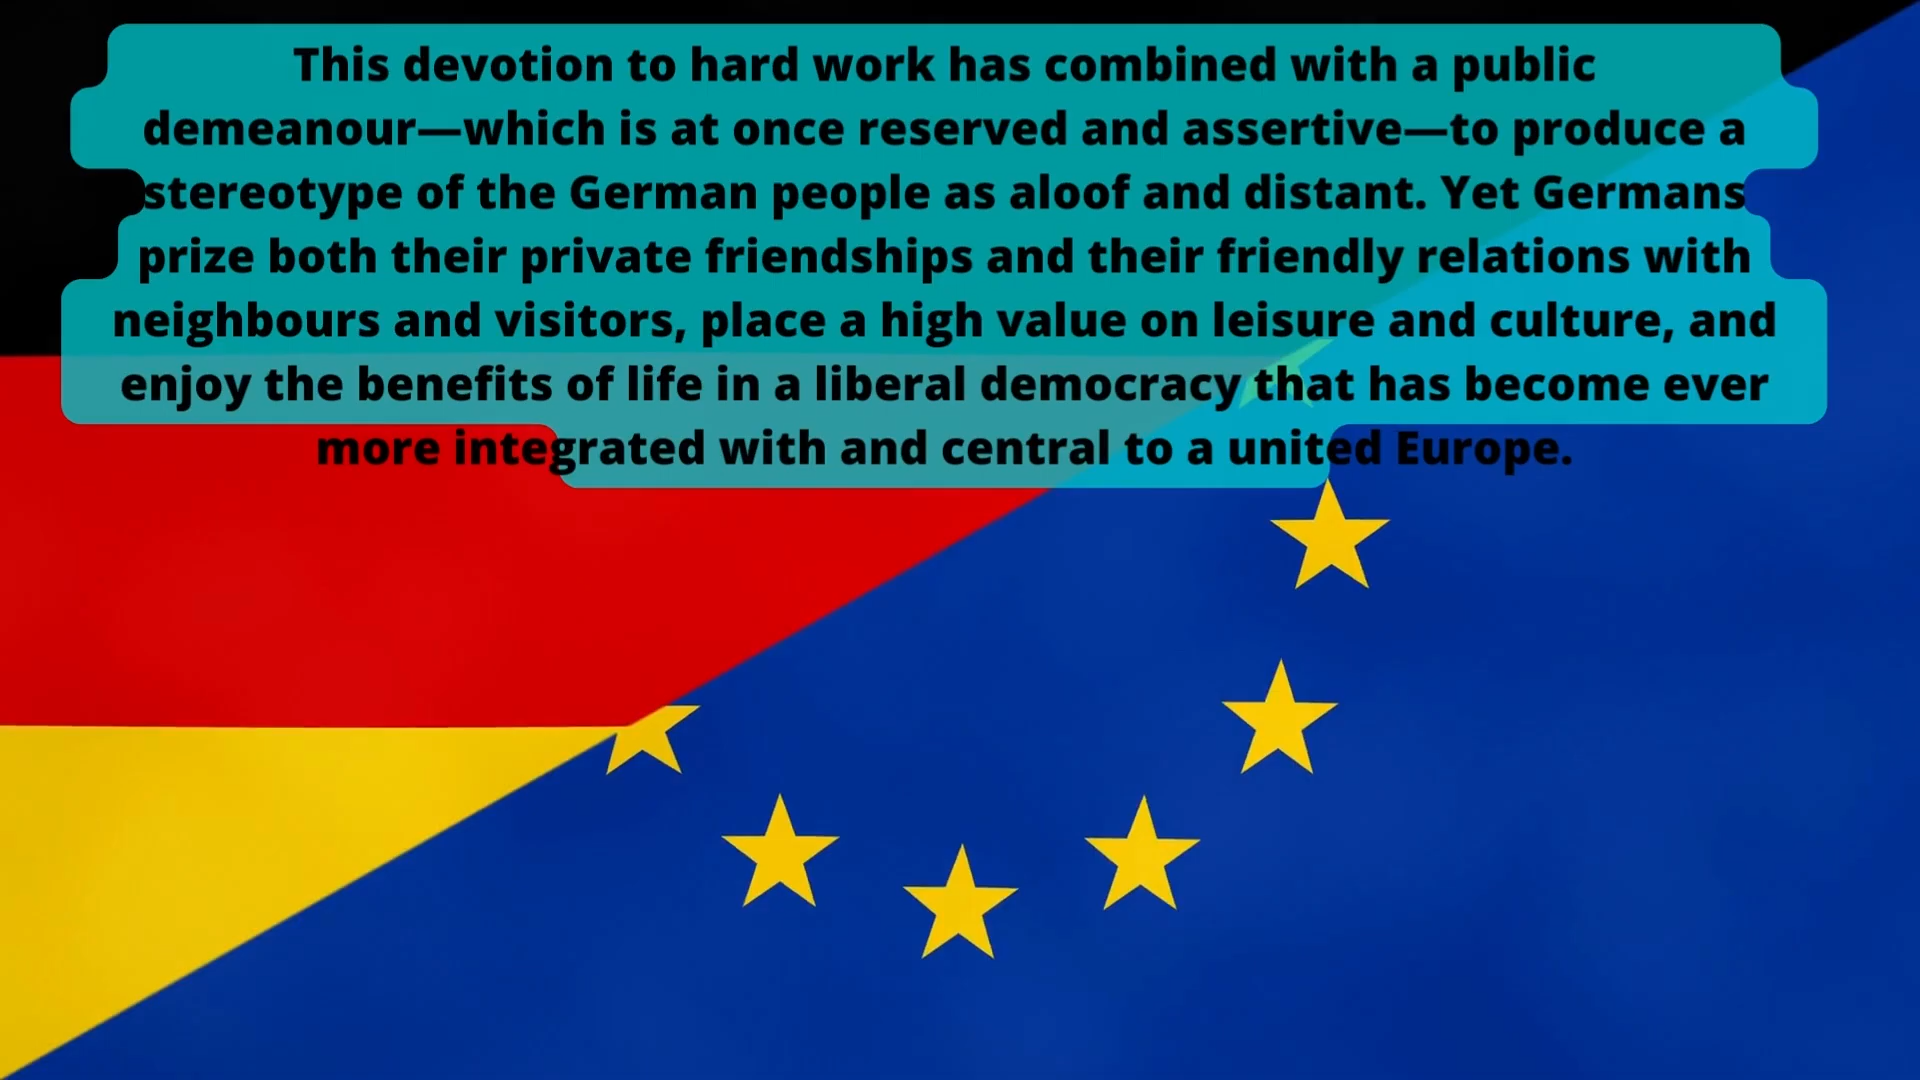 This devotion to hard work has combined with a public
demeanour—which is at once reserved and assertive—to produce a
stereotype of the German people as aloof and distant. Yet Germans
prize both their private friendships and their friendly relations with
neighbours and visitors, place a high value on leisure and culture, and
enjoy the benefits of life in a liberal democracy that has become ever
more integrated with and central to a united Europe.